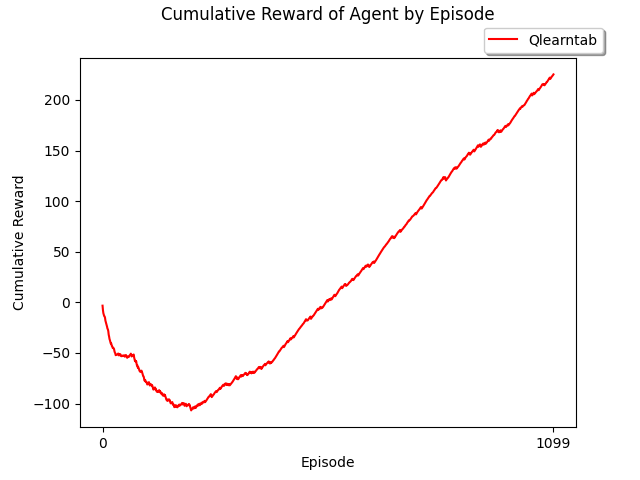 Cumulative Reward of Agent by Episode
Qlearntab
200
150
100
50
0
−50
−100
Cumulative Reward
0
1099
Episode